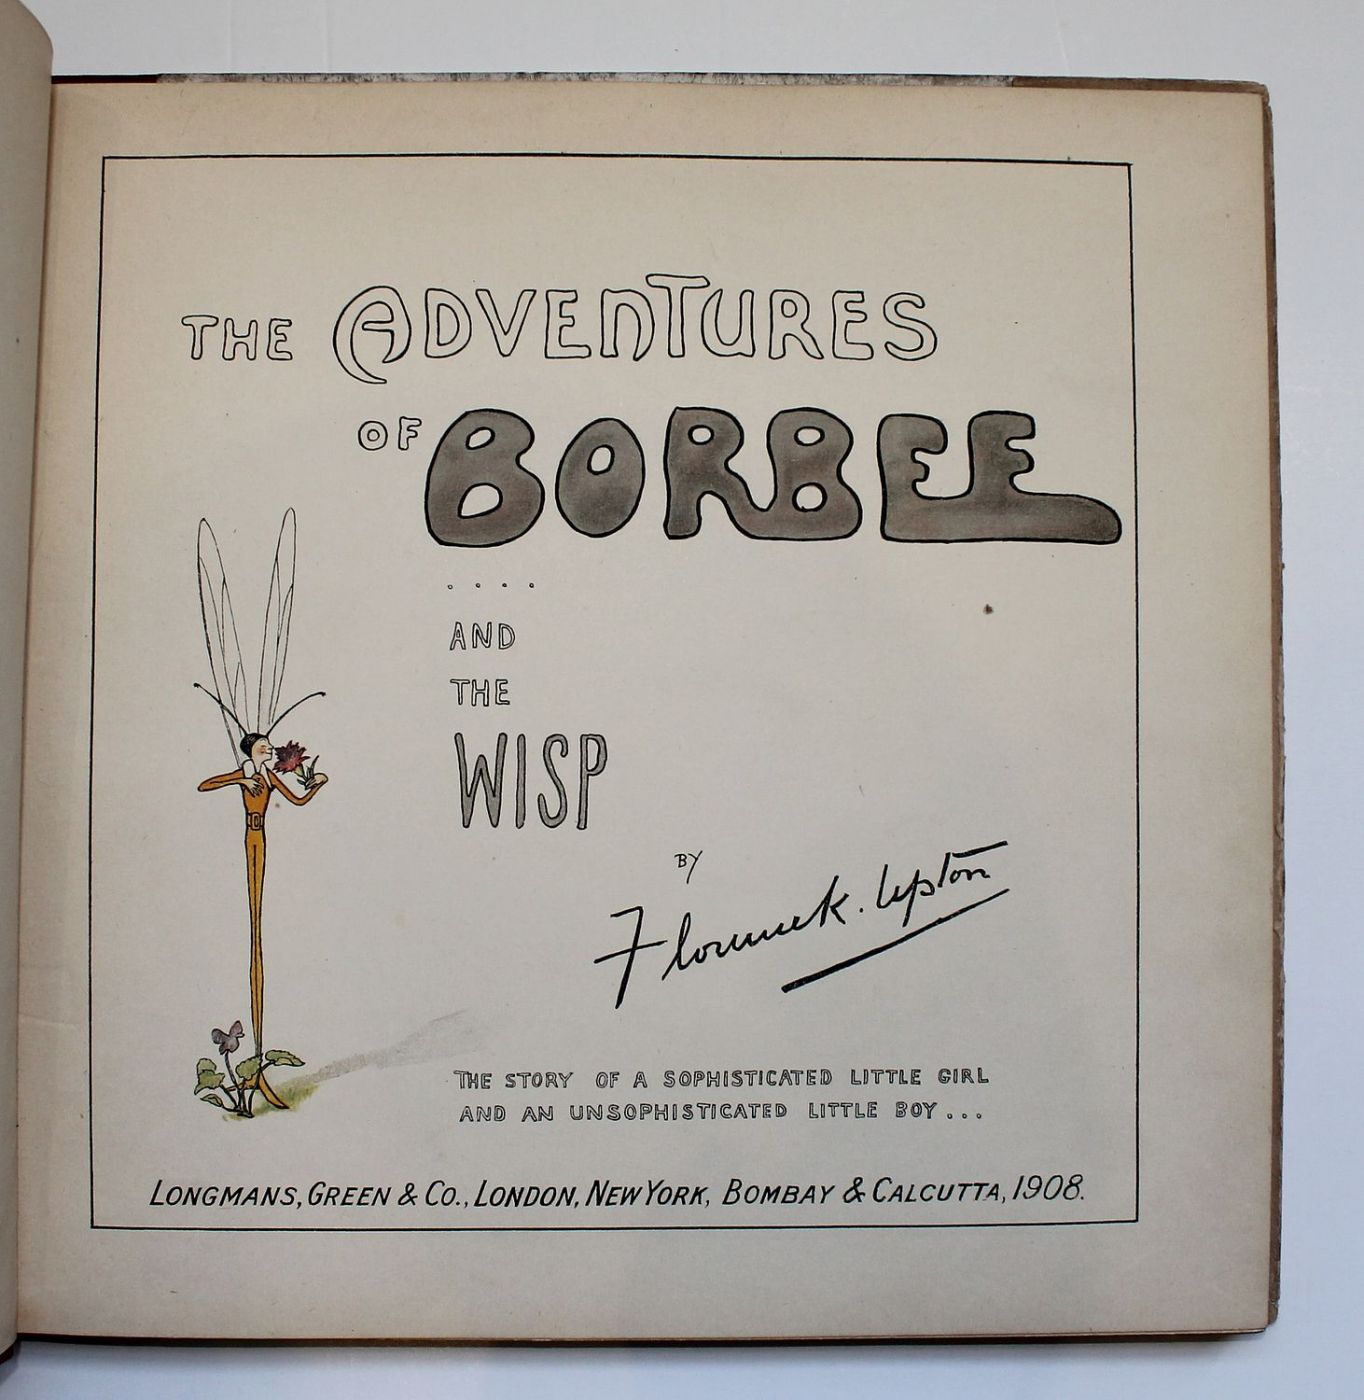 THE ADVENTURES
OF BORBEE
....
AND
THE
WISP
BY
Florence K. Upton
THE STORY OF A SOPHISTICATED LITTLE GIRL
AND AN UNSOPHISTICATED LITTLE BOY...
LONGMANS, GREEN & CO., LONDON, NEW YORK, BOMBAY & CALCUTTA, 1908.